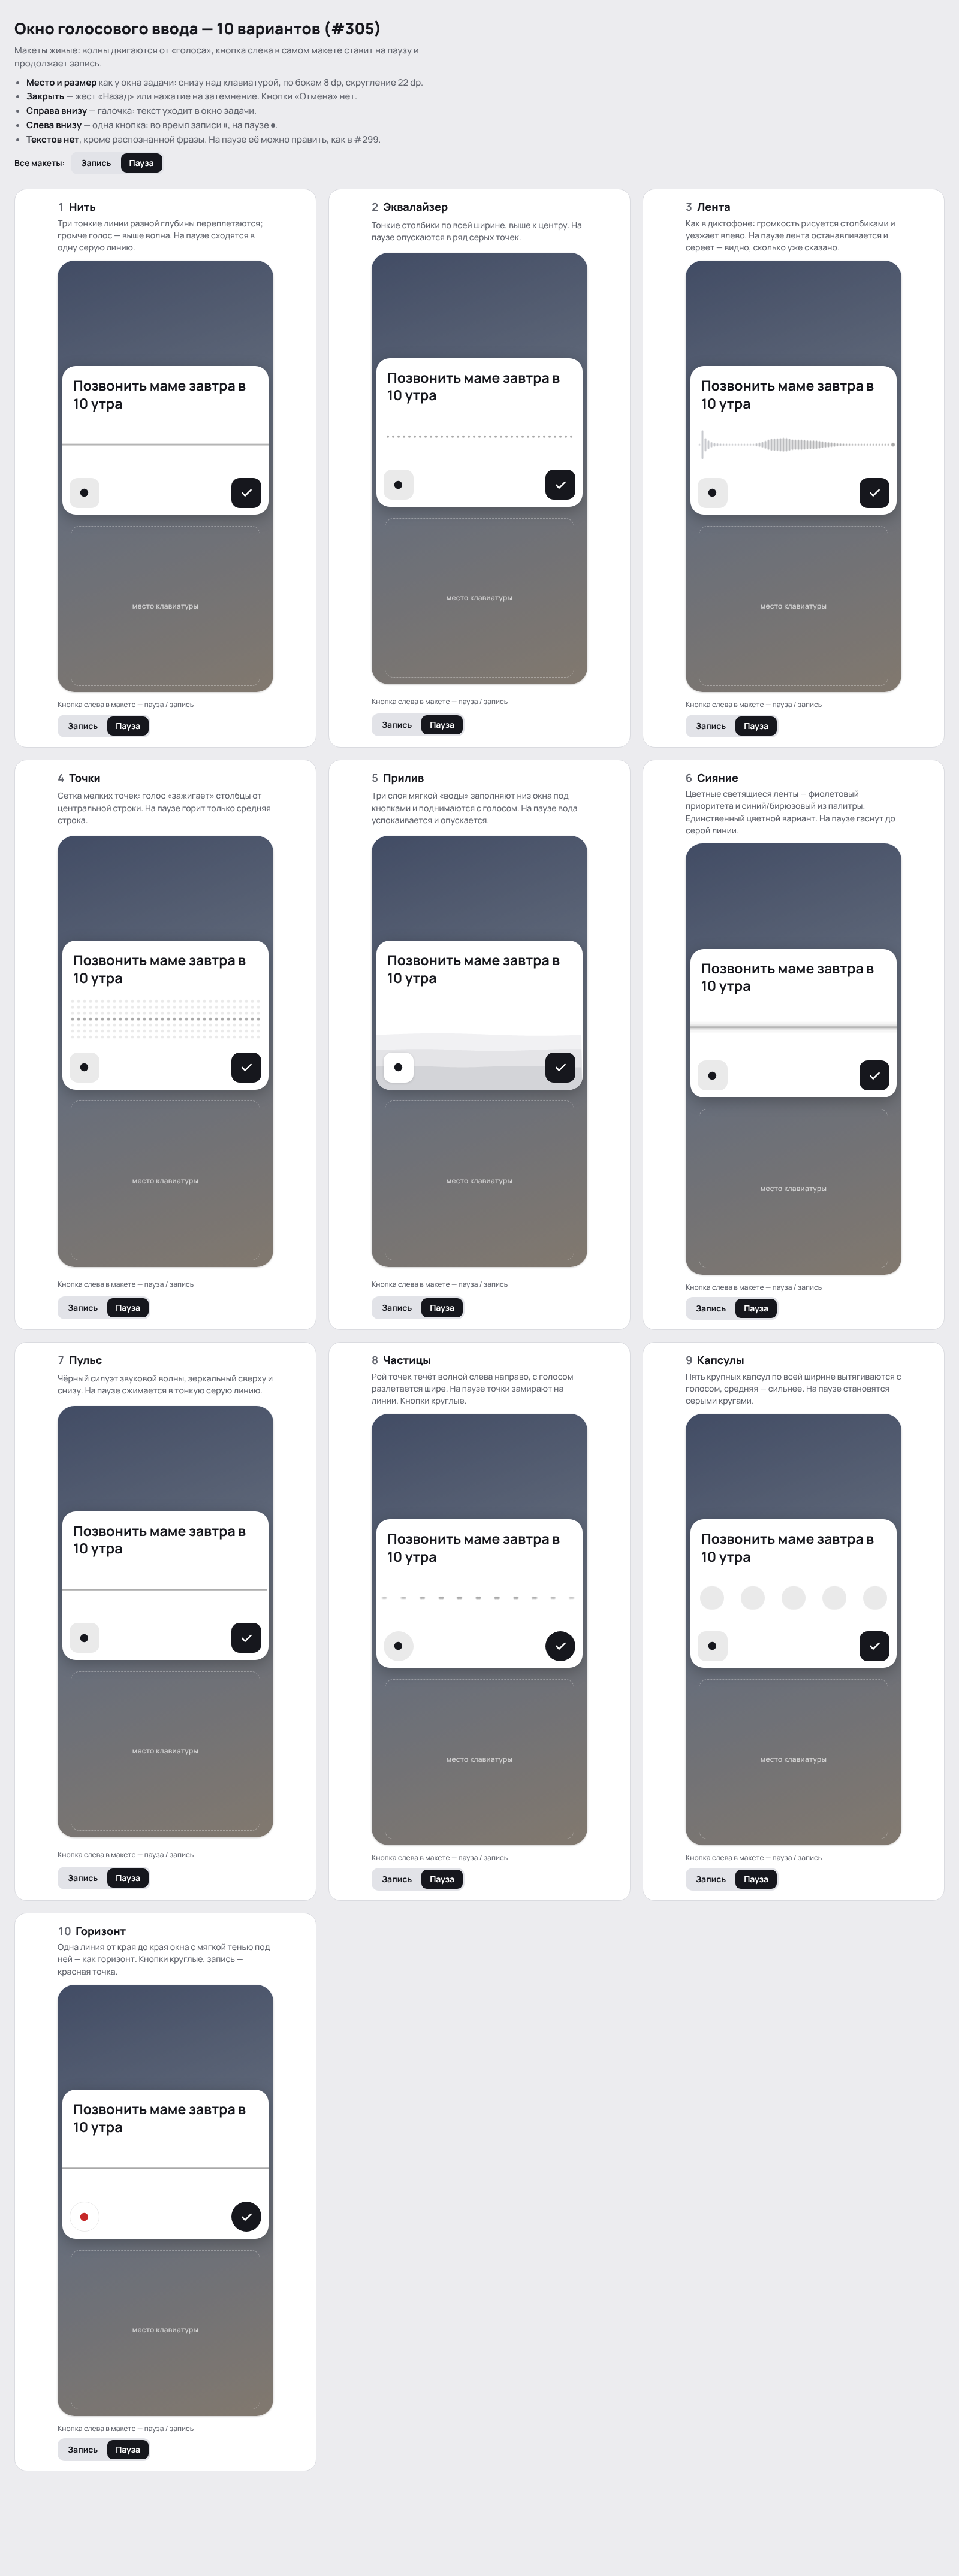 Окно голосового ввода — 10 вариантов (#305)
Макеты живые: волны двигаются от «голоса», кнопка слева в самом макете ставит на паузу и
продолжает запись.
• Место и размер как у окна задачи: снизу над клавиатурой, по бокам 8 dp, скругление 22 dp.
• Закрыть — жест «Назад» или нажатие на затемнение. Кнопки «Отмена» нет.
• Справа внизу — галочка: текст уходит в окно задачи.
• Слева внизу — одна кнопка: во время записи ⏸, на паузе ●.
• Текстов нет, кроме распознанной фразы. На паузе её можно править, как в #299.
Все макеты: Запись Пауза
1 Нить
Три тонкие линии разной глубины переплетаются;
громче голос — выше волна. На паузе сходятся в
одну серую линию.
Позвонить маме завтра в
10 утра
место клавиатуры
Кнопка слева в макете — пауза / запись
Запись Пауза
2 Эквалайзер
Тонкие столбики по всей ширине, выше к центру. На
паузе опускаются в ряд серых точек.
Позвонить маме завтра в
10 утра
место клавиатуры
Кнопка слева в макете — пауза / запись
Запись Пауза
3 Лента
Как в диктофоне: громкость рисуется столбиками и
уезжает влево. На паузе лента останавливается и
сереет — видно, сколько уже сказано.
Позвонить маме завтра в
10 утра
место клавиатуры
Кнопка слева в макете — пауза / запись
Запись Пауза
4 Точки
Сетка мелких точек: голос «зажигает» столбцы от
центральной строки. На паузе горит только средняя
строка.
Позвонить маме завтра в
10 утра
место клавиатуры
Кнопка слева в макете — пауза / запись
Запись Пауза
5 Прилив
Три слоя мягкой «воды» заполняют низ окна под
кнопками и поднимаются с голосом. На паузе вода
успокаивается и опускается.
Позвонить маме завтра в
10 утра
место клавиатуры
Кнопка слева в макете — пауза / запись
Запись Пауза
6 Сияние
Цветные светящиеся ленты — фиолетовый
приоритета и синий/бирюзовый из палитры.
Единственный цветной вариант. На паузе гаснут до
серой линии.
Позвонить маме завтра в
10 утра
место клавиатуры
Кнопка слева в макете — пауза / запись
Запись Пауза
7 Пульс
Чёрный силуэт звуковой волны, зеркальный сверху и
снизу. На паузе сжимается в тонкую серую линию.
Позвонить маме завтра в
10 утра
место клавиатуры
Кнопка слева в макете — пауза / запись
Запись Пауза
8 Частицы
Рой точек течёт волной слева направо, с голосом
разлетается шире. На паузе точки замирают на
линии. Кнопки круглые.
Позвонить маме завтра в
10 утра
место клавиатуры
Кнопка слева в макете — пауза / запись
Запись Пауза
9 Капсулы
Пять крупных капсул по всей ширине вытягиваются с
голосом, средняя — сильнее. На паузе становятся
серыми кругами.
Позвонить маме завтра в
10 утра
место клавиатуры
Кнопка слева в макете — пауза / запись
Запись Пауза
10 Горизонт
Одна линия от края до края окна с мягкой тенью под
ней — как горизонт. Кнопки круглые, запись —
красная точка.
Позвонить маме завтра в
10 утра
место клавиатуры
Кнопка слева в макете — пауза / запись
Запись Пауза